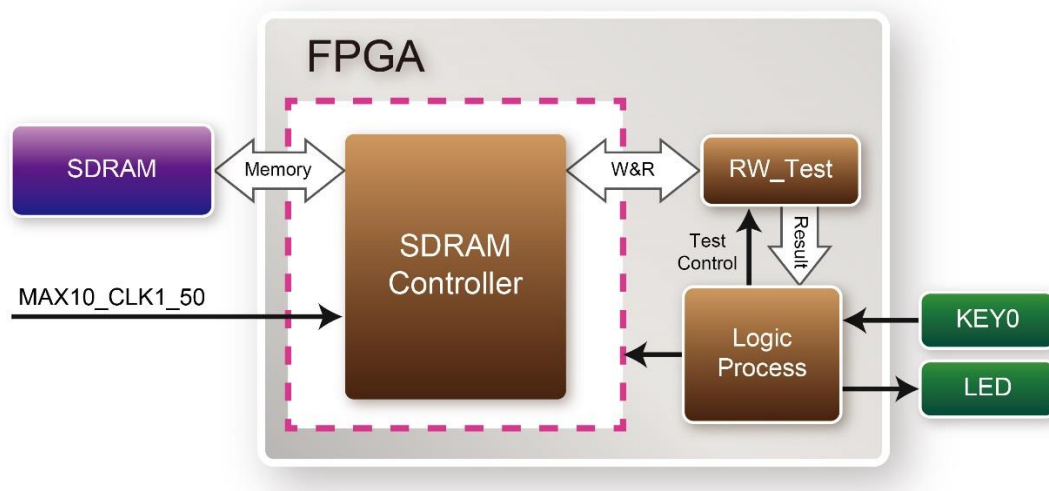 FPGA
SDRAM
Memory
SDRAM
Controller
W&R
RW_Test
Test
Control
Result
MAX10_CLK1_50
Logic
Process
KEY0
LED